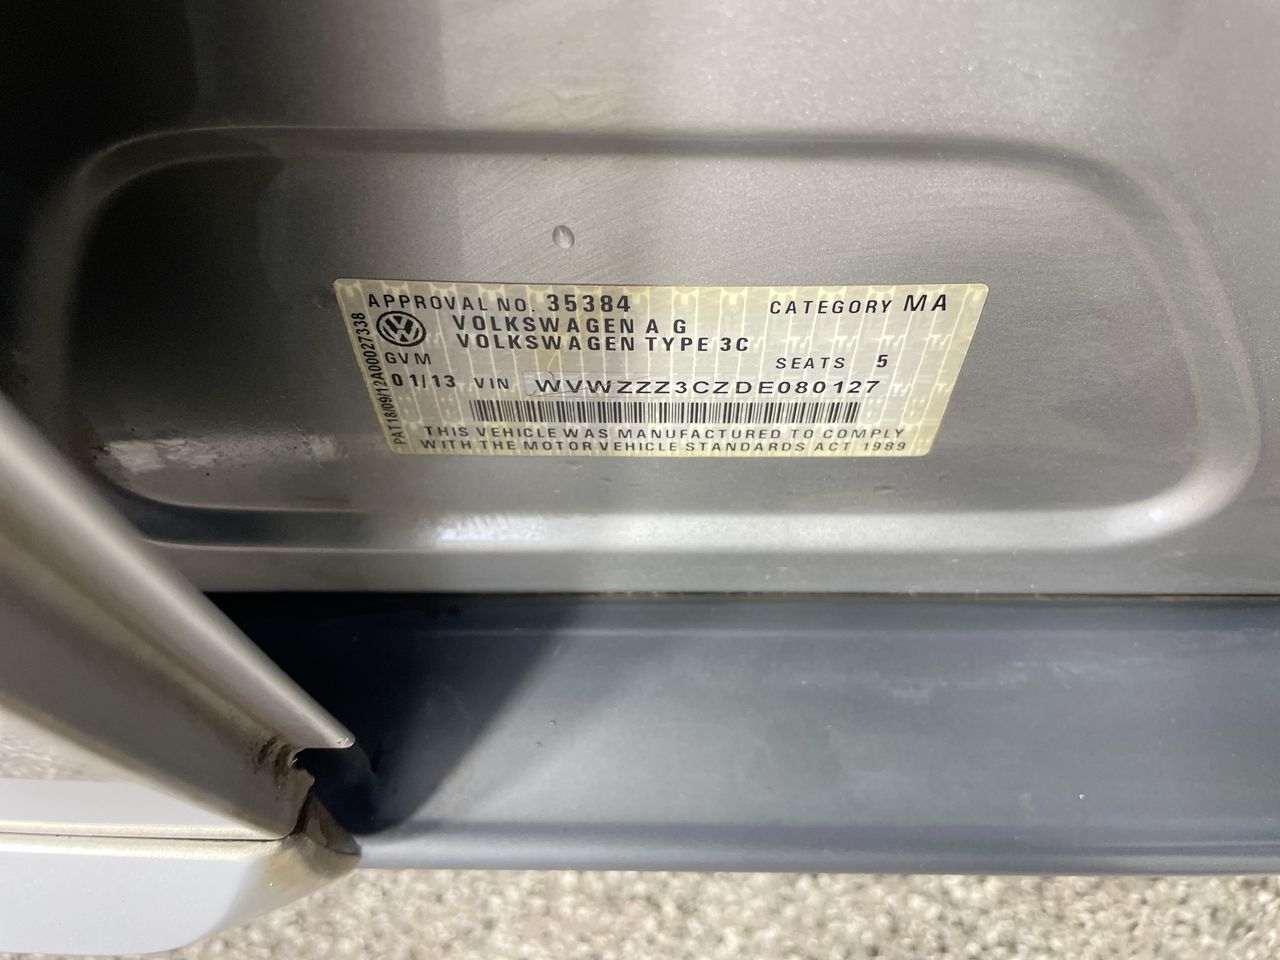 APPROVAL NO. 35384 CATEGORY MA
VOLKSWAGEN A G
VOLKSWAGEN TYPE 3C
GVM SEATS 5
01/13 VIN WVWZZZ3CZDE080127
THIS VEHICLE WAS MANUFACTURED TO COMPLY
WITH THE MOTOR VEHICLE STANDARDS ACT 1989
PAT18/09/12A00027338